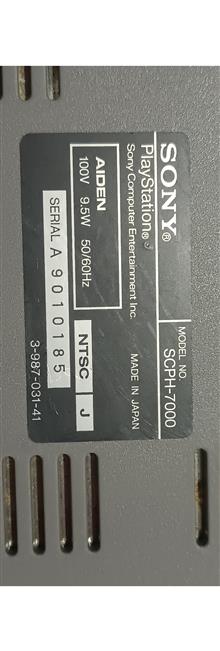 SONY®
PlayStation®
Sony Computer Entertainment Inc.
MODEL NO.
SCPH-7000
MADE IN JAPAN
AIDEN
100V 9.5W 50/60Hz
NTSC J
SERIAL A 9010185
3-987-031-41